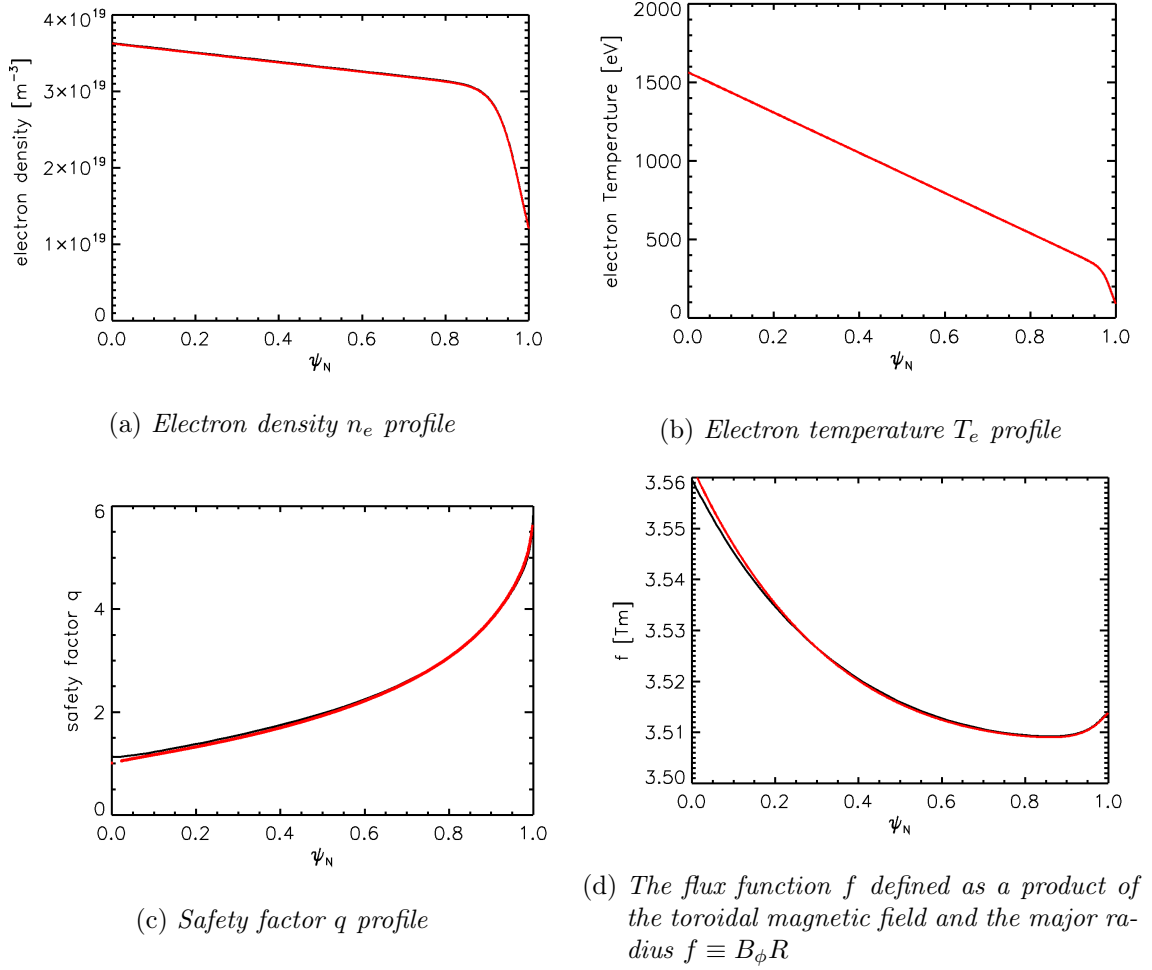 4×10¹⁹
3×10¹⁹
2×10¹⁹
1×10¹⁹
0
electron density [m⁻³]
0.0 0.2 0.4 0.6 0.8 1.0
ψN
(a) Electron density nₑ profile
2000
1500
1000
500
0
electron Temperature [eV]
0.0 0.2 0.4 0.6 0.8 1.0
ψN
(b) Electron temperature Tₑ profile
6
4
2
0
safety factor q
0.0 0.2 0.4 0.6 0.8 1.0
ψN
(c) Safety factor q profile
3.56
3.55
3.54
3.53
3.52
3.51
3.50
f [Tm]
0.0 0.2 0.4 0.6 0.8 1.0
ψN
(d) The flux function f defined as a product of
the toroidal magnetic field and the major ra-
dius f ≡ BϕR